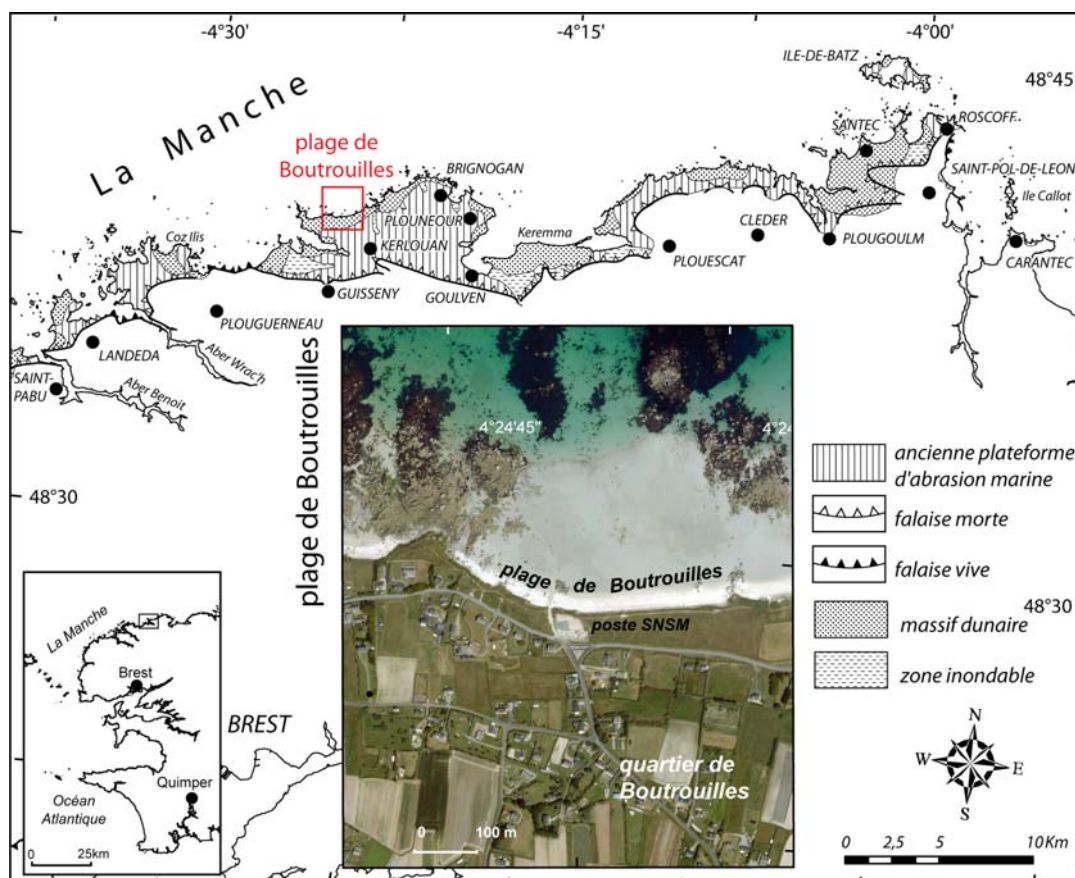 -4°30'
-4°15'
-4°00'
48°45
La Manche
plage de
Boutrouilles
ILE-DE-BATZ
ROSCOFF
SANTEC
SAINT-POL-DE-LEON
Ile Callot
BRIGNOGAN
PLOUNEOUR
KERLOUAN
Keremma
CLEDER
PLOUESCAT
PLOUGOULM
CARANTEC
Coz Ilis
GUISSENY
GOULVEN
PLOUGUERNEAU
LANDEDA
Aber Wrac'h
SAINT-
PABU
Aber Benoit
48°30
plage de Boutrouilles
4°24'45"
4°24
plage de Boutrouilles
poste SNSM
quartier de
Boutrouilles
0 100 m
ancienne plateforme
d'abrasion marine
falaise morte
falaise vive
48°30
massif dunaire
zone inondable
N
W E
S
0 2,5 5 10 Km
La Manche
Brest
Quimper
Océan
Atlantique
0 25km
BREST